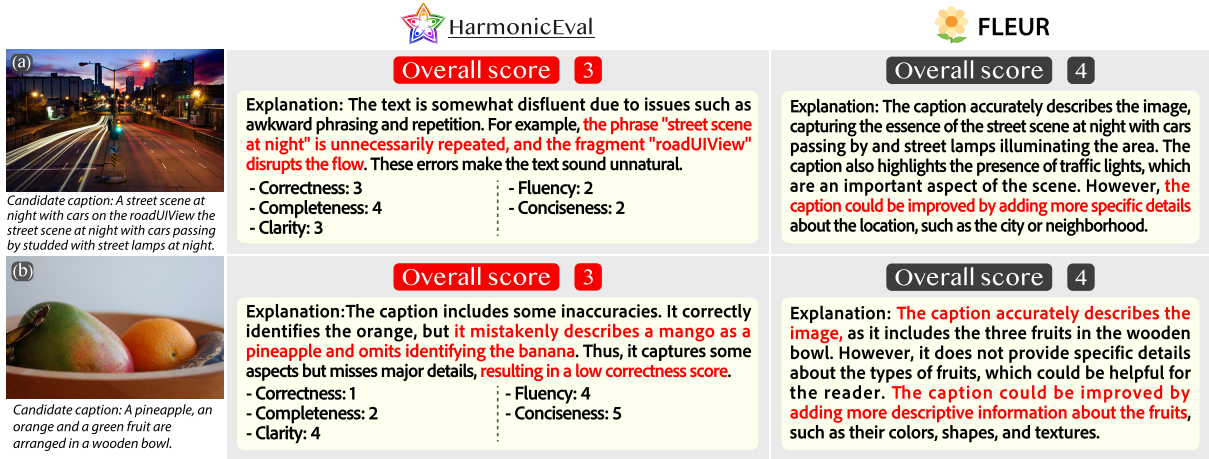 HarmonicEval
FLEUR
(a)
Candidate caption: A street scene at
night with cars on the roadUIView the
street scene at night with cars passing
by studded with street lamps at night.
Overall score 3
Explanation: The text is somewhat disfluent due to issues such as
awkward phrasing and repetition. For example, the phrase "street scene
at night" is unnecessarily repeated, and the fragment "roadUIView"
disrupts the flow. These errors make the text sound unnatural.
- Correctness: 3
- Completeness: 4
- Clarity: 3
- Fluency: 2
- Conciseness: 2
Overall score 4
Explanation: The caption accurately describes the image,
capturing the essence of the street scene at night with cars
passing by and street lamps illuminating the area. The
caption also highlights the presence of traffic lights, which
are an important aspect of the scene. However, the
caption could be improved by adding more specific details
about the location, such as the city or neighborhood.
(b)
Candidate caption: A pineapple, an
orange and a green fruit are
arranged in a wooden bowl.
Overall score 3
Explanation:The caption includes some inaccuracies. It correctly
identifies the orange, but it mistakenly describes a mango as a
pineapple and omits identifying the banana. Thus, it captures some
aspects but misses major details, resulting in a low correctness score.
- Correctness: 1
- Completeness: 2
- Clarity: 4
- Fluency: 4
- Conciseness: 5
Overall score 4
Explanation: The caption accurately describes the
image, as it includes the three fruits in the wooden
bowl. However, it does not provide specific details
about the types of fruits, which could be helpful for
the reader. The caption could be improved by
adding more descriptive information about the fruits,
such as their colors, shapes, and textures.